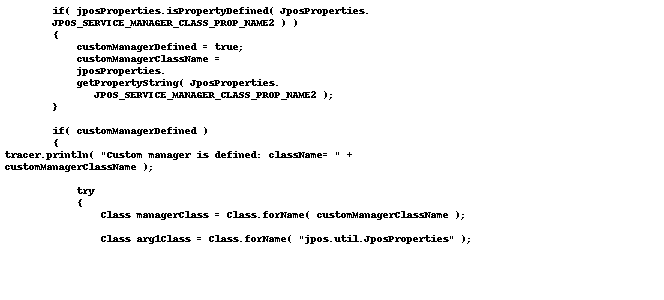 if( jposProperties.isPropertyDefined( JposProperties.
JPOS_SERVICE_MANAGER_CLASS_PROP_NAME2 ) )
{
customManagerDefined = true;
customManagerClassName =
jposProperties.
getPropertyString( JposProperties.
JPOS_SERVICE_MANAGER_CLASS_PROP_NAME2 );
}
if( customManagerDefined )
{
tracer.println( "Custom manager is defined: className= " +
customManagerClassName );
try
{
Class managerClass = Class.forName( customManagerClassName );
Class arg1Class = Class.forName( "jpos.util.JposProperties" );